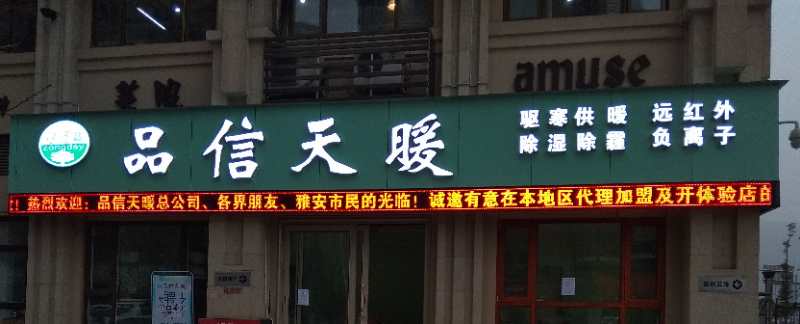 amuse
品信天暖
驱寒供暖 远红外
除湿除霾 负离子
热烈欢迎：品信天暖总公司、各界朋友、雅安市民的光临！诚邀有意在本地区代理加盟及开体验店的